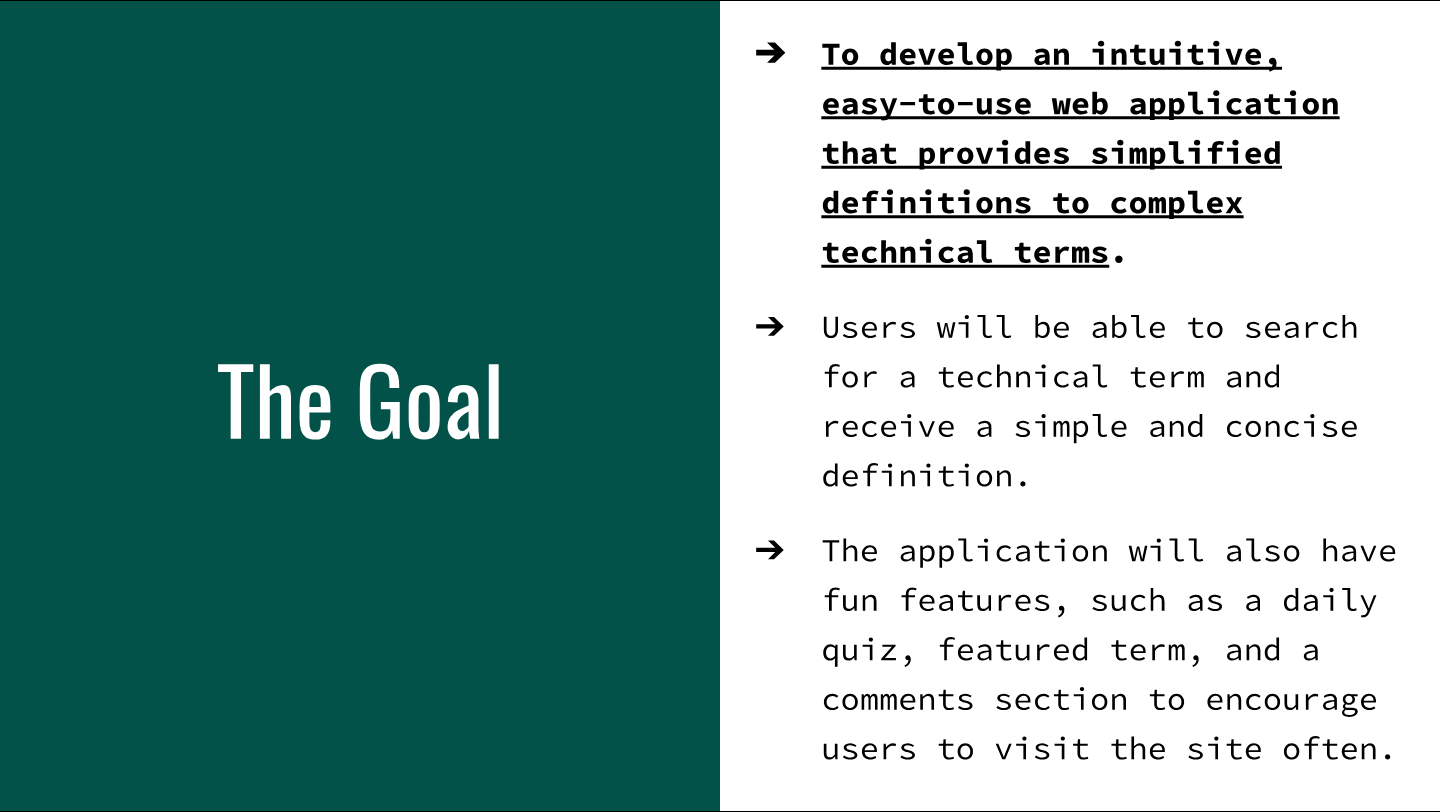 The Goal
➔ To develop an intuitive,
easy-to-use web application
that provides simplified
definitions to complex
technical terms.
➔ Users will be able to search
for a technical term and
receive a simple and concise
definition.
➔ The application will also have
fun features, such as a daily
quiz, featured term, and a
comments section to encourage
users to visit the site often.